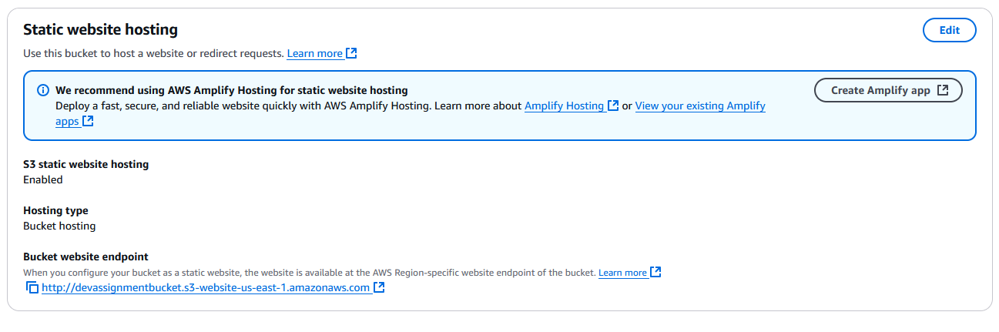 Static website hosting
Edit
Use this bucket to host a website or redirect requests. Learn more
We recommend using AWS Amplify Hosting for static website hosting
Create Amplify app
Deploy a fast, secure, and reliable website quickly with AWS Amplify Hosting. Learn more about Amplify Hosting or View your existing Amplify
apps
S3 static website hosting
Enabled
Hosting type
Bucket hosting
Bucket website endpoint
When you configure your bucket as a static website, the website is available at the AWS Region-specific website endpoint of the bucket. Learn more
http://devassignmentbucket.s3-website-us-east-1.amazonaws.com